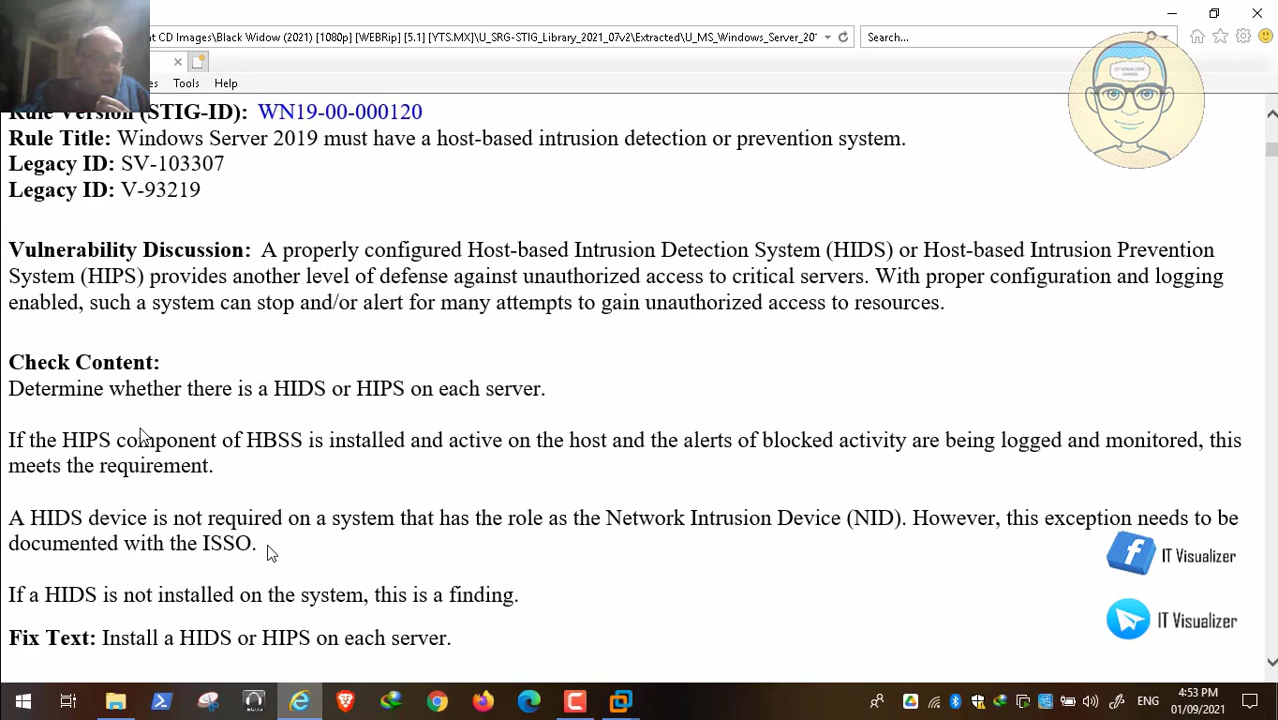 nt CD Images\Black Widow (2021) [1080p] [WEBRip] [5.1] [YTS.MX]\U_SRG-STIG_Library_2021_07v2\Extracted\U_MS_Windows_Server_20
Search...
es Tools Help
IT VISUALIZER
CHANNEL
Rule Version (STIG-ID): WN19-00-000120
Rule Title: Windows Server 2019 must have a host-based intrusion detection or prevention system.
Legacy ID: SV-103307
Legacy ID: V-93219
Vulnerability Discussion: A properly configured Host-based Intrusion Detection System (HIDS) or Host-based Intrusion Prevention
System (HIPS) provides another level of defense against unauthorized access to critical servers. With proper configuration and logging
enabled, such a system can stop and/or alert for many attempts to gain unauthorized access to resources.
Check Content:
Determine whether there is a HIDS or HIPS on each server.
If the HIPS component of HBSS is installed and active on the host and the alerts of blocked activity are being logged and monitored, this
meets the requirement.
A HIDS device is not required on a system that has the role as the Network Intrusion Device (NID). However, this exception needs to be
documented with the ISSO.
IT Visualizer
If a HIDS is not installed on the system, this is a finding.
IT Visualizer
Fix Text: Install a HIDS or HIPS on each server.
ENG
4:53 PM
01/09/2021